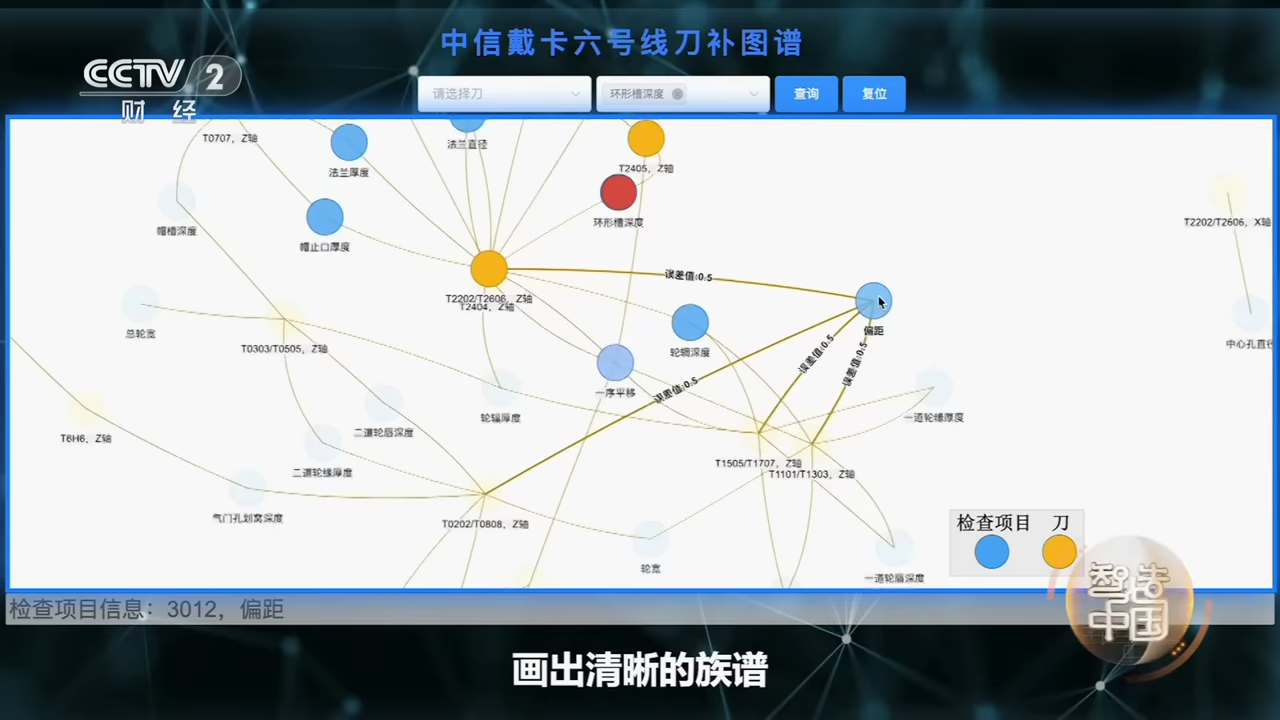 中信戴卡六号线刀补图谱
CCTV 2
财 经
请选择刀
环形槽深度
查询
复位
T0707, Z轴
法兰厚度
法兰直径
T2405, Z轴
环形槽深度
帽槽深度
帽止口厚度
T2202/T2606, X轴
误差值:0.5
T2202/T2606, Z轴
T2404, Z轴
偏距
总轮宽
T0303/T0505, Z轴
轮辋深度
中心孔直径
误差值:0.5
误差值:0.5
误差值:0.5
一序平移
轮辐厚度
一道轮缘厚度
T6H6, Z轴
二道轮唇深度
二道轮缘厚度
T1505/T1707, Z轴
T1101/T1303, Z轴
气门孔划窝深度
T0202/T0808, Z轴
轮宽
一道轮唇深度
检查项目 刀
检查项目信息: 3012, 偏距
智造
中国
画出清晰的族谱